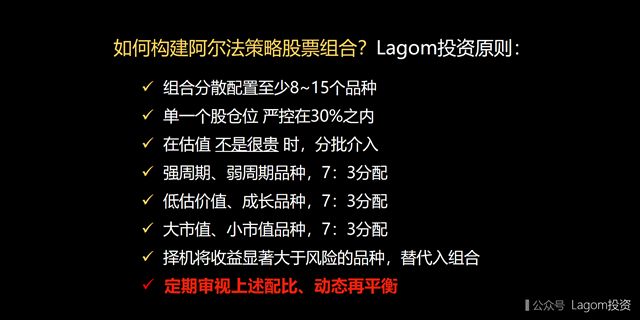 如何构建阿尔法策略股票组合？Lagom投资原则：
组合分散配置至少8~15个品种
单一个股仓位 严控在30%之内
在估值 不是很贵 时，分批介入
强周期、弱周期品种，7：3分配
低估价值、成长品种，7：3分配
大市值、小市值品种，7：3分配
择机将收益显著大于风险的品种，替代入组合
定期审视上述配比、动态再平衡
公众号 Lagom投资